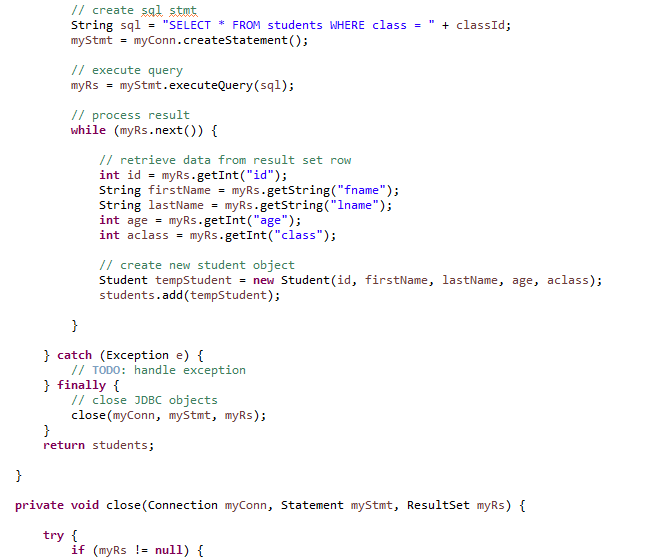 // create sql stmt
String sql = "SELECT * FROM students WHERE class = " + classId;
myStmt = myConn.createStatement();
// execute query
myRs = myStmt.executeQuery(sql);
// process result
while (myRs.next()) {
// retrieve data from result set row
int id = myRs.getInt("id");
String firstName = myRs.getString("fname");
String lastName = myRs.getString("lname");
int age = myRs.getInt("age");
int aclass = myRs.getInt("class");
// create new student object
Student tempStudent = new Student(id, firstName, lastName, age, aclass);
students.add(tempStudent);
}
} catch (Exception e) {
// TODO: handle exception
} finally {
// close JDBC objects
close(myConn, myStmt, myRs);
}
return students;
}
private void close(Connection myConn, Statement myStmt, ResultSet myRs) {
try {
if (myRs != null) {